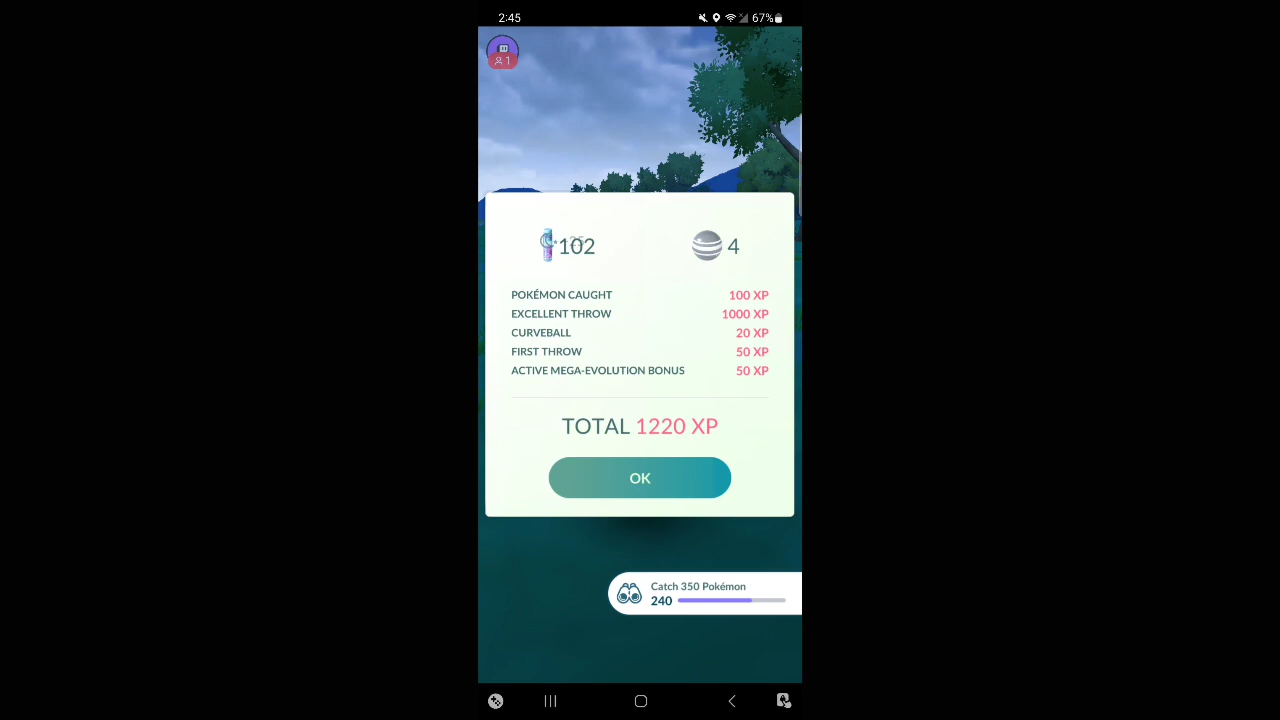 2:45
67%
1
102
4
POKÉMON CAUGHT 100 XP
EXCELLENT THROW 1000 XP
CURVEBALL 20 XP
FIRST THROW 50 XP
ACTIVE MEGA-EVOLUTION BONUS 50 XP
TOTAL 1220 XP
OK
Catch 350 Pokémon
240